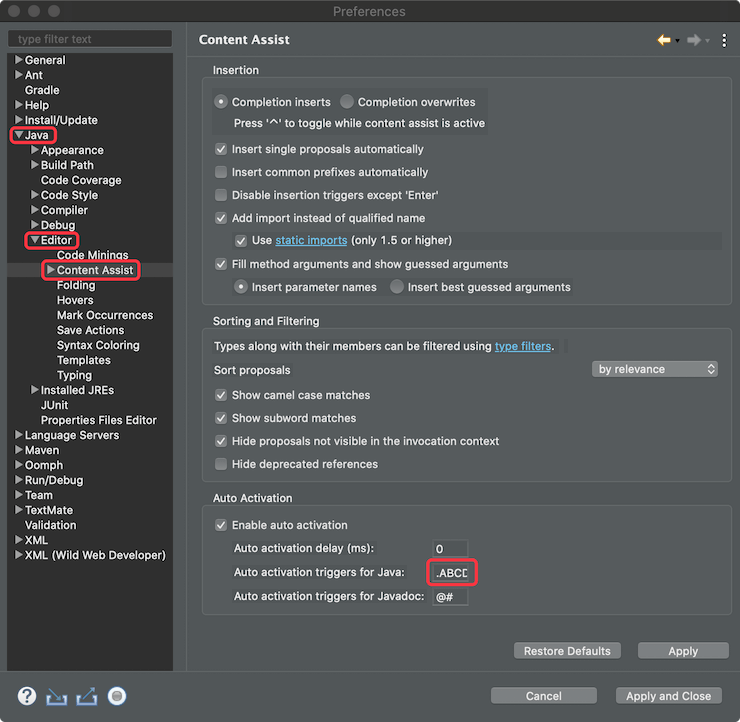 Preferences
type filter text
General
Ant
Gradle
Help
Install/Update
Java
Appearance
Build Path
Code Coverage
Code Style
Compiler
Debug
Editor
Code Minings
Content Assist
Folding
Hovers
Mark Occurrences
Save Actions
Syntax Coloring
Templates
Typing
Installed JREs
JUnit
Properties Files Editor
Language Servers
Maven
Oomph
Run/Debug
Team
TextMate
Validation
XML
XML (Wild Web Developer)
Content Assist
Insertion
Completion inserts Completion overwrites
Press '^' to toggle while content assist is active
Insert single proposals automatically
Insert common prefixes automatically
Disable insertion triggers except 'Enter'
Add import instead of qualified name
Use static imports (only 1.5 or higher)
Fill method arguments and show guessed arguments
Insert parameter names Insert best guessed arguments
Sorting and Filtering
Types along with their members can be filtered using type filters.
Sort proposals by relevance
Show camel case matches
Show subword matches
Hide proposals not visible in the invocation context
Hide deprecated references
Auto Activation
Enable auto activation
Auto activation delay (ms): 0
Auto activation triggers for Java: .ABCD
Auto activation triggers for Javadoc: @#
Restore Defaults Apply
? Cancel Apply and Close